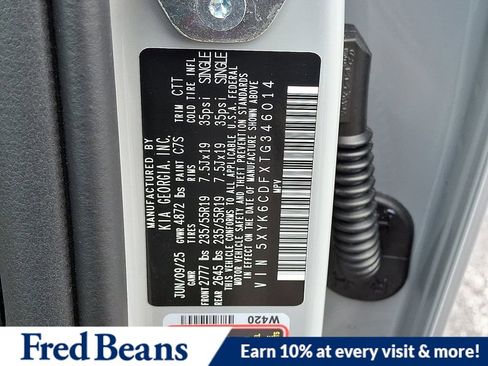 MANUFACTURED BY
KIA GEORGIA, INC.
JUN/09/25 GVWR 4872 lbs PAINT C7S TRIM CTT
GAWR TIRES RIMS COLD TIRE INFL
FRONT 2777 lbs 235/55R19 7.5Jx19 35psi SINGLE
REAR 2645 lbs 235/55R19 7.5Jx19 35psi SINGLE
THIS VEHICLE CONFORMS TO ALL APPLICABLE U.S.A. FEDERAL
MOTOR VEHICLE SAFETY, BUMPER, AND THEFT PREVENTION STANDARDS
IN EFFECT ON THE DATE OF MANUFACTURE SHOWN ABOVE.
VIN 5XYK6CDFXTG346014
MPV
W420
Fred Beans
Earn 10% at every visit & more!